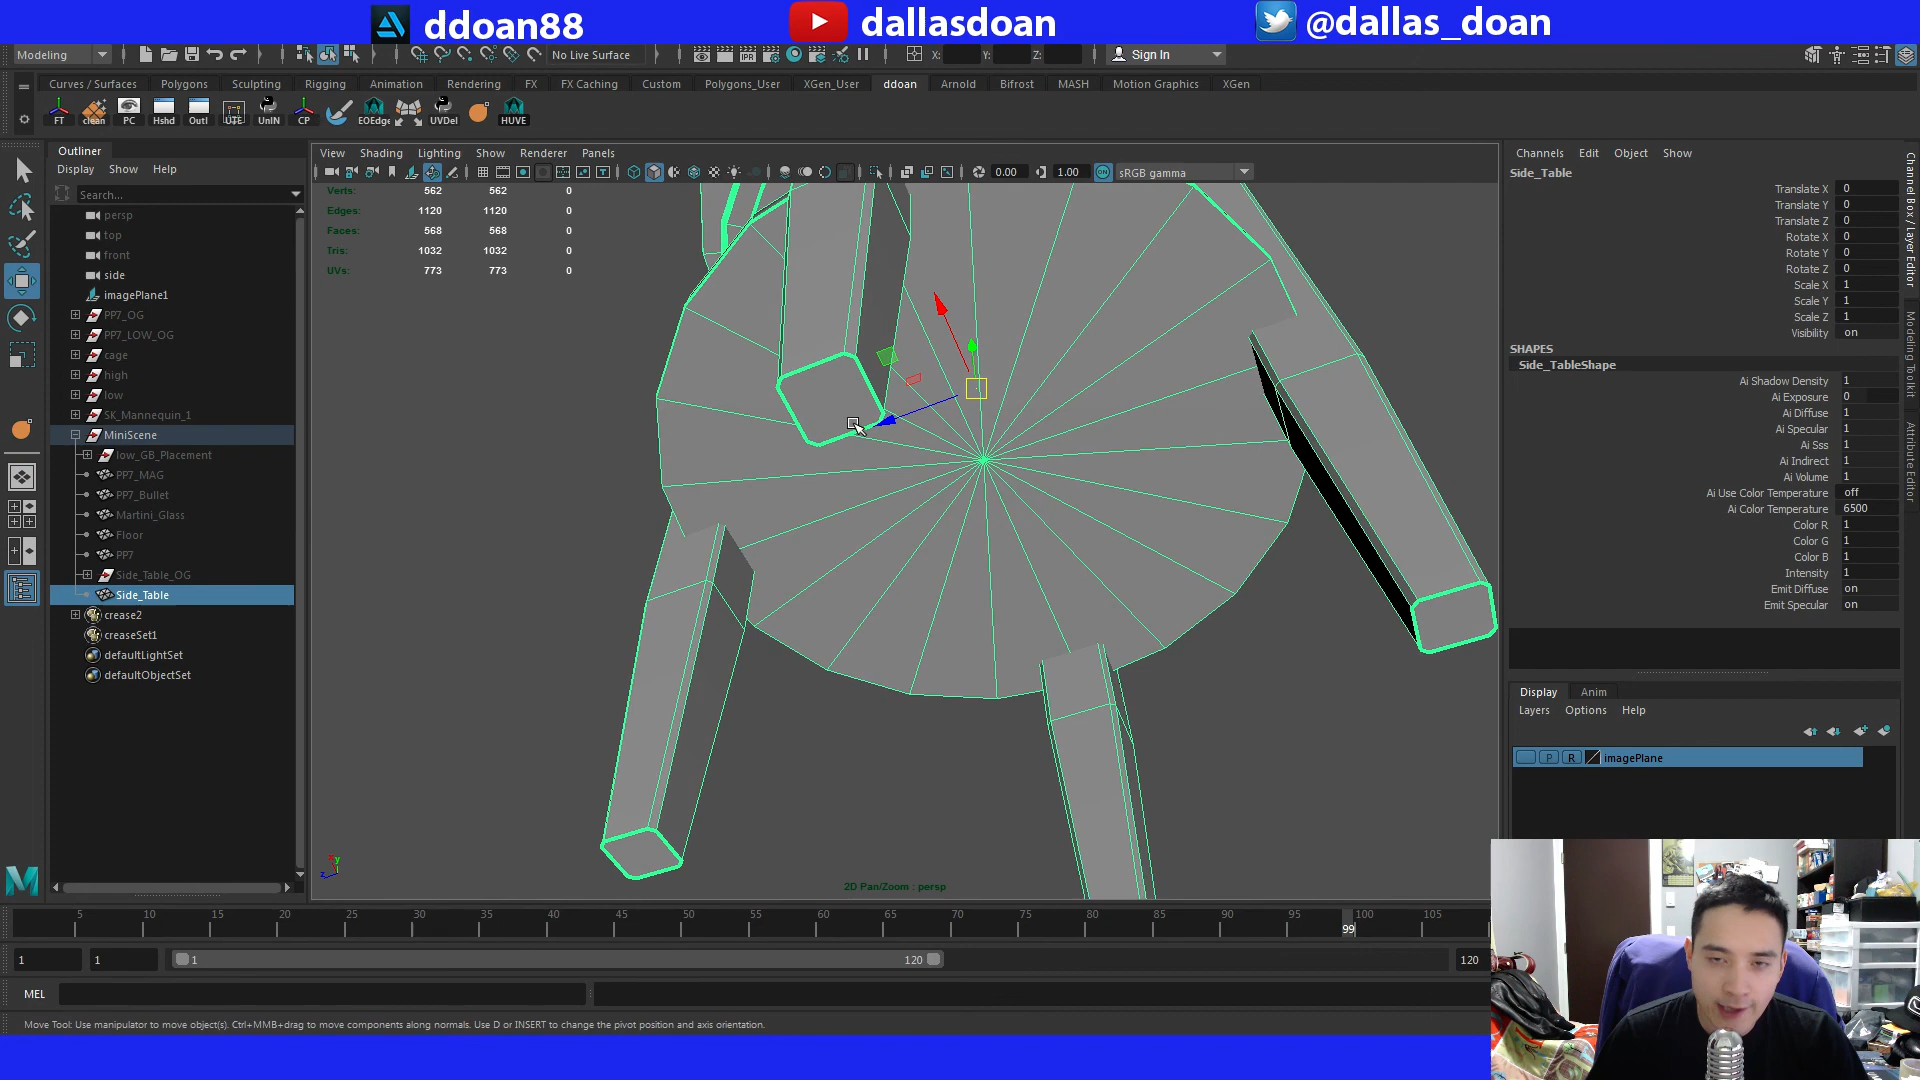 ddoan88
dallasdoan
@dallas_doan
Modeling
No Live Surface
X:
Y:
Z:
Sign In
Curves / Surfaces
Polygons
Sculpting
Rigging
Animation
Rendering
FX
FX Caching
Custom
Polygons_User
XGen_User
ddoan
Arnold
Bifrost
MASH
Motion Graphics
XGen
FT
clean
PC
Hshd
Outl
UTE
UnIN
CP
EOEdge
UVDel
HUVE
Outliner
Display
Show
Help
Search...
persp
top
front
side
imagePlane1
PP7_OG
PP7_LOW_OG
cage
high
low
SK_Mannequin_1
MiniScene
low_GB_Placement
PP7_MAG
PP7_Bullet
Martini_Glass
Floor
PP7
Side_Table_OG
Side_Table
crease2
creaseSet1
defaultLightSet
defaultObjectSet
View
Shading
Lighting
Show
Renderer
Panels
0.00
1.00
sRGB gamma
Verts: 562 562 0
Edges: 1120 1120 0
Faces: 568 568 0
Tris: 1032 1032 0
UVs: 773 773 0
2D Pan/Zoom : persp
Channels
Edit
Object
Show
Side_Table
Translate X 0
Translate Y 0
Translate Z 0
Rotate X 0
Rotate Y 0
Rotate Z 0
Scale X 1
Scale Y 1
Scale Z 1
Visibility on
SHAPES
Side_TableShape
Ai Shadow Density 1
Ai Exposure 0
Ai Diffuse 1
Ai Specular 1
Ai Sss 1
Ai Indirect 1
Ai Volume 1
Ai Use Color Temperature off
Ai Color Temperature 6500
Color R 1
Color G 1
Color B 1
Intensity 1
Emit Diffuse on
Emit Specular on
Display
Anim
Layers
Options
Help
P
R
imagePlane
Channel Box / Layer Editor
Modeling Toolkit
Attribute Editor
5 10 15 20 25 30 35 40 45 50 55 60 65 70 75 80 85 90 95 100 105
99
1
1
1
120
120
MEL
Move Tool: Use manipulator to move object(s). Ctrl+MMB+drag to move components along normals. Use D or INSERT to change the pivot position and axis orientation.